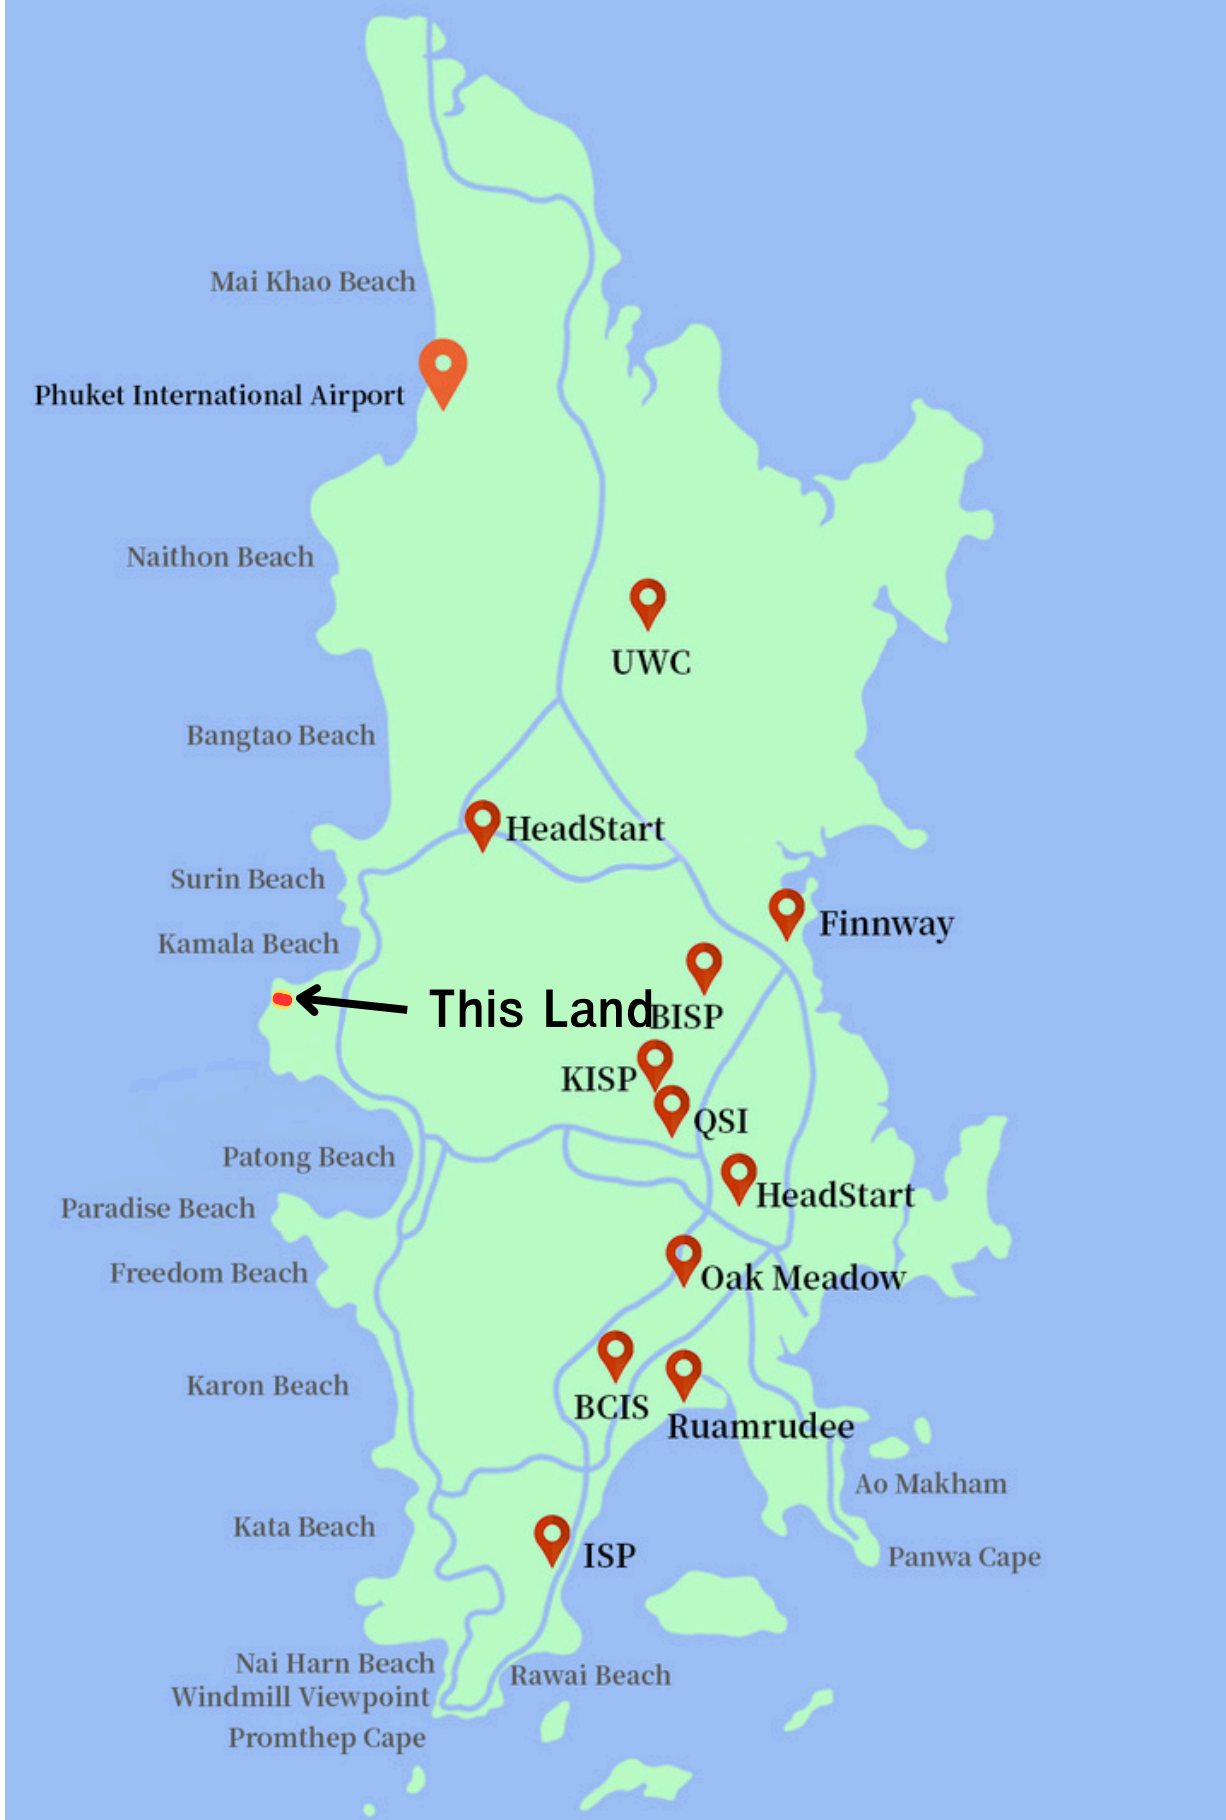 Mai Khao Beach
Phuket International Airport
Naithon Beach
UWC
Bangtao Beach
HeadStart
Surin Beach
Finnway
Kamala Beach
This Land
BISP
KISP
QSI
Patong Beach
HeadStart
Paradise Beach
Freedom Beach
Oak Meadow
Karon Beach
BCIS
Ruamrudee
Ao Makham
Kata Beach
ISP
Panwa Cape
Nai Harn Beach
Rawai Beach
Windmill Viewpoint
Promthep Cape